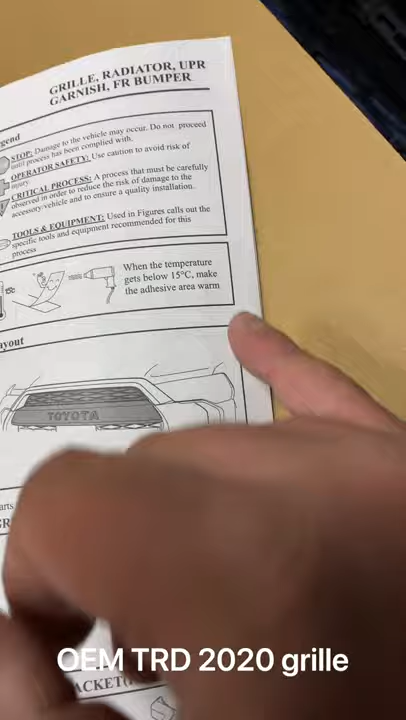 GRILLE, RADIATOR, UPR
GARNISH, FR BUMPER
egend
STOP: Damage to the vehicle may occur. Do not proceed
until process has been complied with.
OPERATOR SAFETY: Use caution to avoid risk of
injury.
CRITICAL PROCESS: A process that must be carefully
observed in order to reduce the risk of damage to the
accessory/vehicle and to ensure a quality installation.
TOOLS & EQUIPMENT: Used in Figures calls out the
specific tools and equipment recommended for this
process
When the temperature
gets below 15°C, make
the adhesive area warm
ayout
TOYOTA
arts
OEM TRD 2020 grille
ACKET(